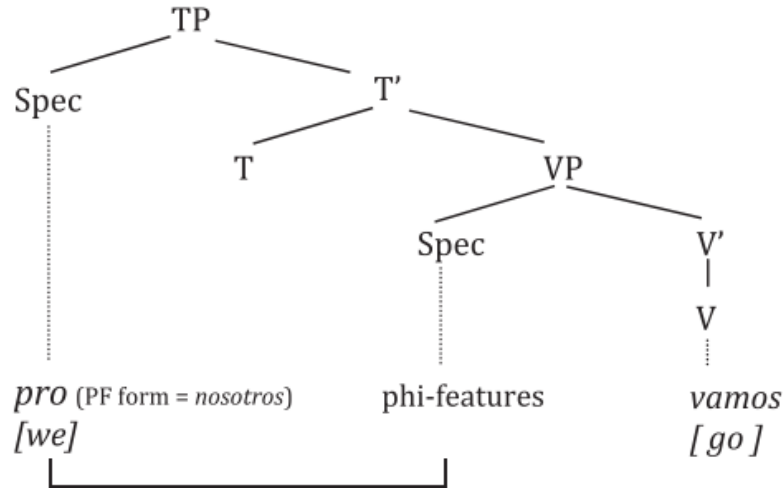 TP
Spec
T’
T
VP
Spec
V’
V
pro (PF form = nosotros)
phi-features
vamos
[we]
[ go ]